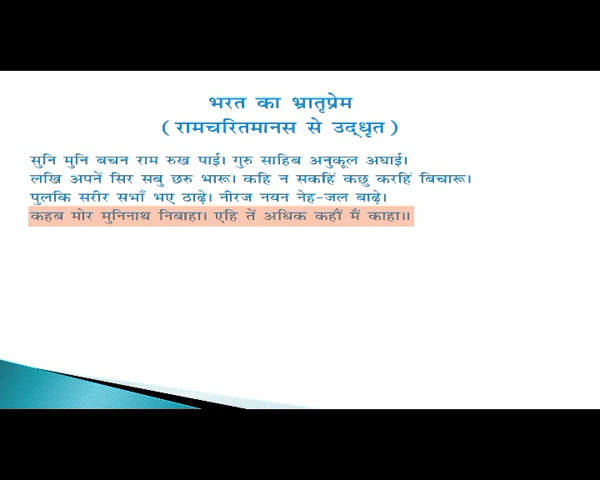 भरत का भ्रातृप्रेम
( रामचरितमानस से उद्धृत )
सुनि मुनि बचन राम रुख पाई। गुरु साहिब अनुकूल अघाई।
लखि अपनें सिर सबु छरु भारू। कहि न सकहिं कछु करहिं बिचारू।
पुलकि सरीर सभाँ भए ठाढ़े। नीरज नयन नेह-जल बाढ़े।
कहब मोर मुनिनाथ निबाहा। एहि तें अधिक कहौं मैं काहा॥